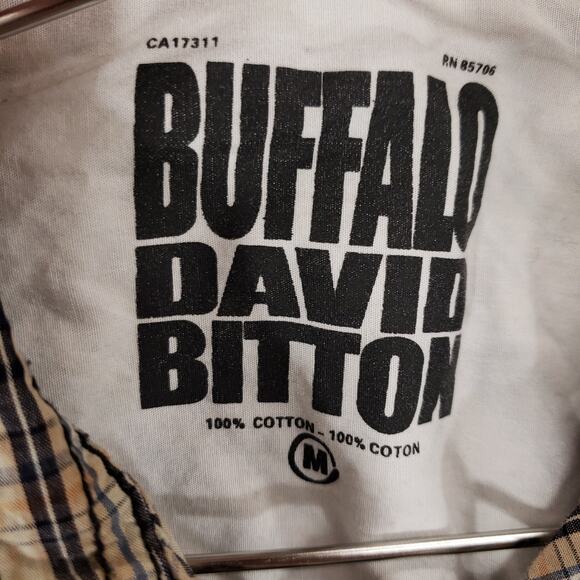 CA17311
RN 85706
BUFFALO
DAVID
BITTON
100% COTTON - 100% COTON
M